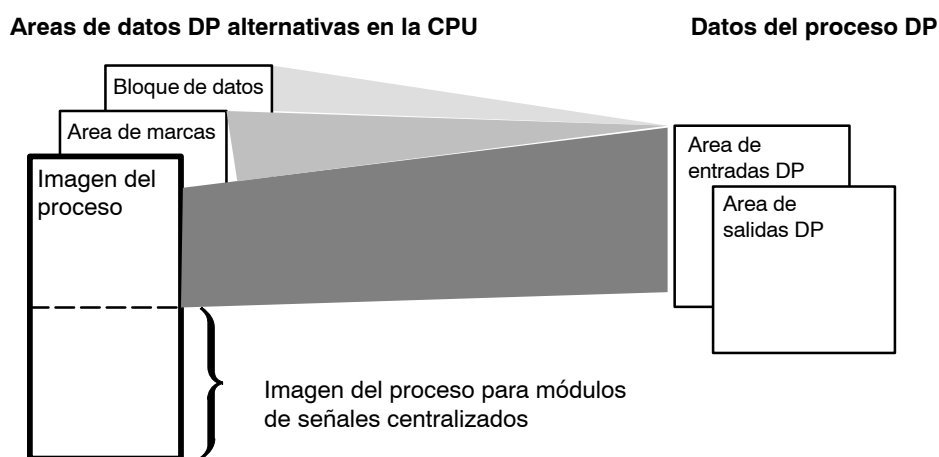 Areas de datos DP alternativas en la CPU
Datos del proceso DP
Bloque de datos
Area de marcas
Imagen del
proceso
Area de
entradas DP
Area de
salidas DP
Imagen del proceso para módulos
de señales centralizados